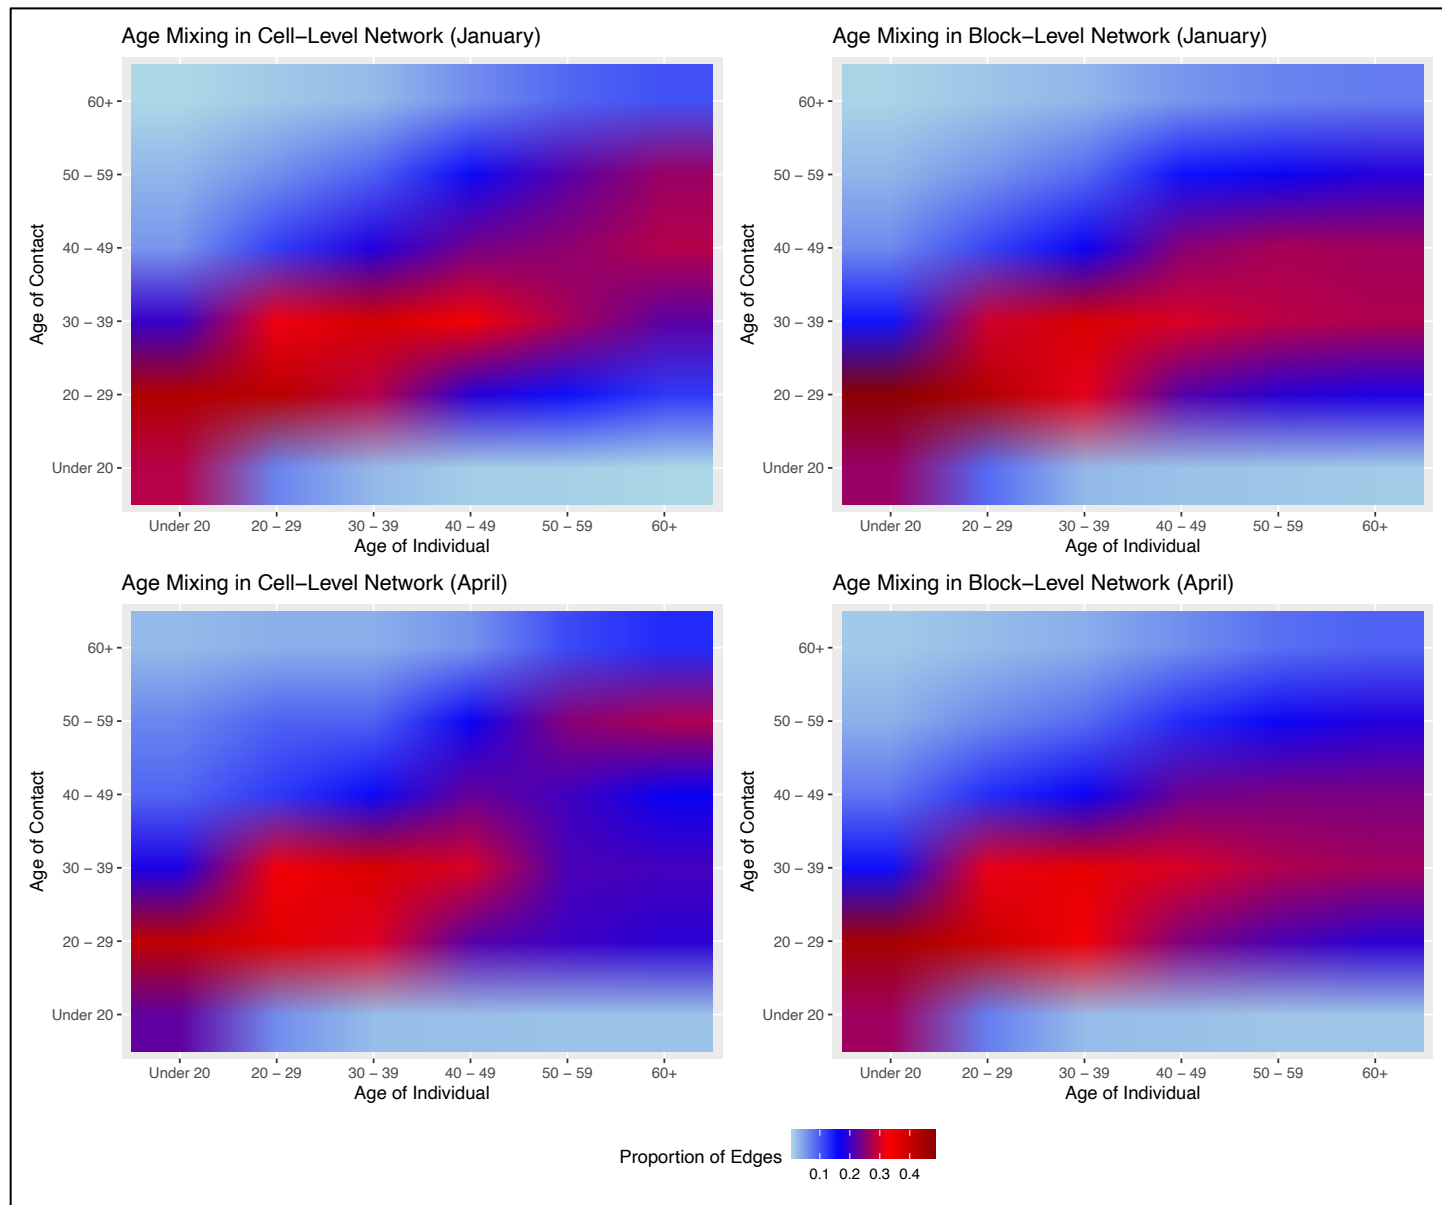 Age Mixing in Cell−Level Network (January)
60+
50 − 59
40 − 49
30 − 39
20 − 29
Under 20
Age of Contact
Under 20 20 − 29 30 − 39 40 − 49 50 − 59 60+
Age of Individual
Age Mixing in Block−Level Network (January)
60+
50 − 59
40 − 49
30 − 39
20 − 29
Under 20
Age of Contact
Under 20 20 − 29 30 − 39 40 − 49 50 − 59 60+
Age of Individual
Age Mixing in Cell−Level Network (April)
60+
50 − 59
40 − 49
30 − 39
20 − 29
Under 20
Age of Contact
Under 20 20 − 29 30 − 39 40 − 49 50 − 59 60+
Age of Individual
Age Mixing in Block−Level Network (April)
60+
50 − 59
40 − 49
30 − 39
20 − 29
Under 20
Age of Contact
Under 20 20 − 29 30 − 39 40 − 49 50 − 59 60+
Age of Individual
Proportion of Edges
0.1 0.2 0.3 0.4